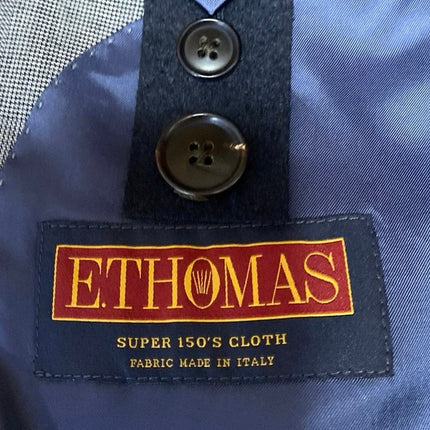 E.THOMAS
SUPER 150'S CLOTH
FABRIC MADE IN ITALY